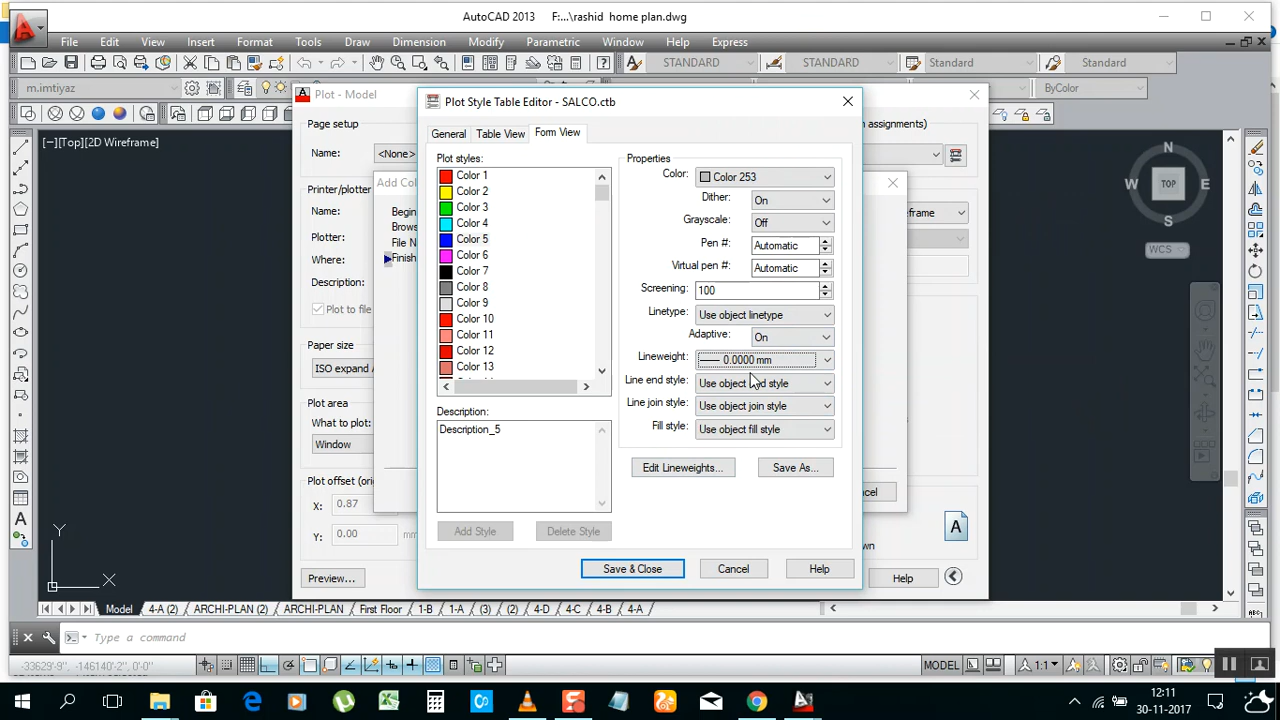 AutoCAD 2013 F:...\rashid home plan.dwg
File Edit View Insert Format Tools Draw Dimension Modify Parametric Window Help Express
STANDARD STANDARD Standard Standard
m.imtiyaz ByColor
Plot - Model
Plot Style Table Editor - SALCO.ctb
[−][Top][2D Wireframe]
Page setup
Name: <None>
Printer/plotter
Name:
Plotter:
Where:
Description:
Plot to file
Paper size
ISO expand A
Plot area
What to plot:
Window
X: 0.87
Y: 0.00
Preview...
Add Col
Begin
Brows
File N
Finish
General Table View Form View
Plot styles:
Color 1
Color 2
Color 3
Color 4
Color 5
Color 6
Color 7
Color 8
Color 9
Color 10
Color 11
Color 12
Color 13
Description:
Description_5
Add Style Delete Style
Properties
Color: Color 253
Dither: On
Grayscale: Off
Pen #: Automatic
Virtual pen #: Automatic
Screening: 100
Linetype: Use object linetype
Adaptive: On
Lineweight: 0.0000 mm
Line end style: Use object end style
Line join style: Use object join style
Fill style: Use object fill style
Edit Lineweights... Save As...
Save & Close Cancel Help
n assignments)
eframe
cel
A
wn
Help
N
W TOP E
S
WCS
Y
X
Model 4-A (2) ARCHI-PLAN (2) ARCHI-PLAN First Floor 1-B 1-A (3) (2) 4-D 4-C 4-B 4-A
Type a command
-33629'-9", -146140'-2", 0'-0" MODEL 1:1
12:11
30-11-2017